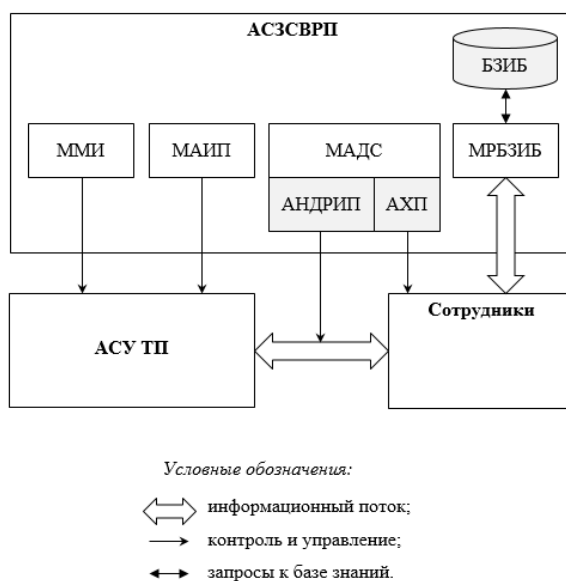 АСЗСВРП
БЗИБ
ММИ
МАИП
МАДС
МРБЗИБ
АНДРИП
АХП
АСУ ТП
Сотрудники
Условные обозначения:
информационный поток;
контроль и управление;
запросы к базе знаний.